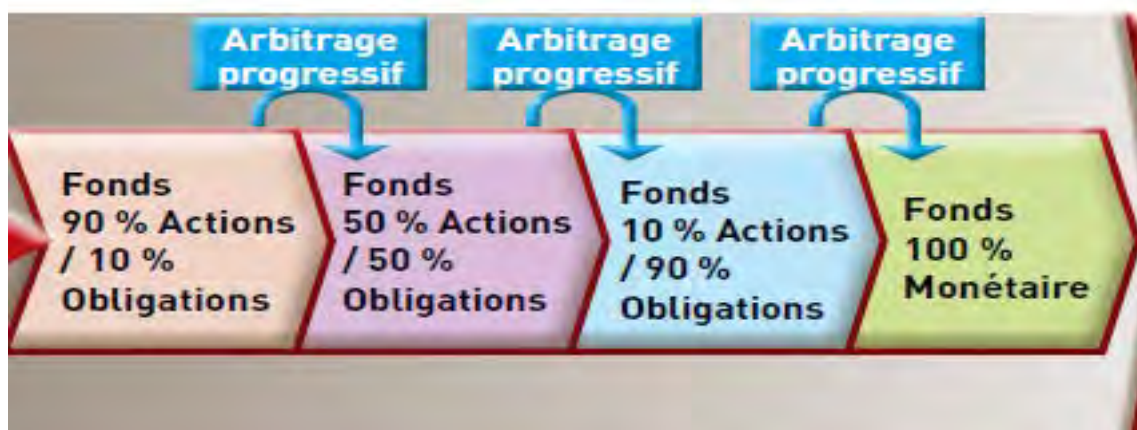 Arbitrage
progressif
Arbitrage
progressif
Arbitrage
progressif
Fonds
90 % Actions
/ 10 %
Obligations
Fonds
50 % Actions
/ 50 %
Obligations
Fonds
10 % Actions
/ 90 %
Obligations
Fonds
100 %
Monétaire